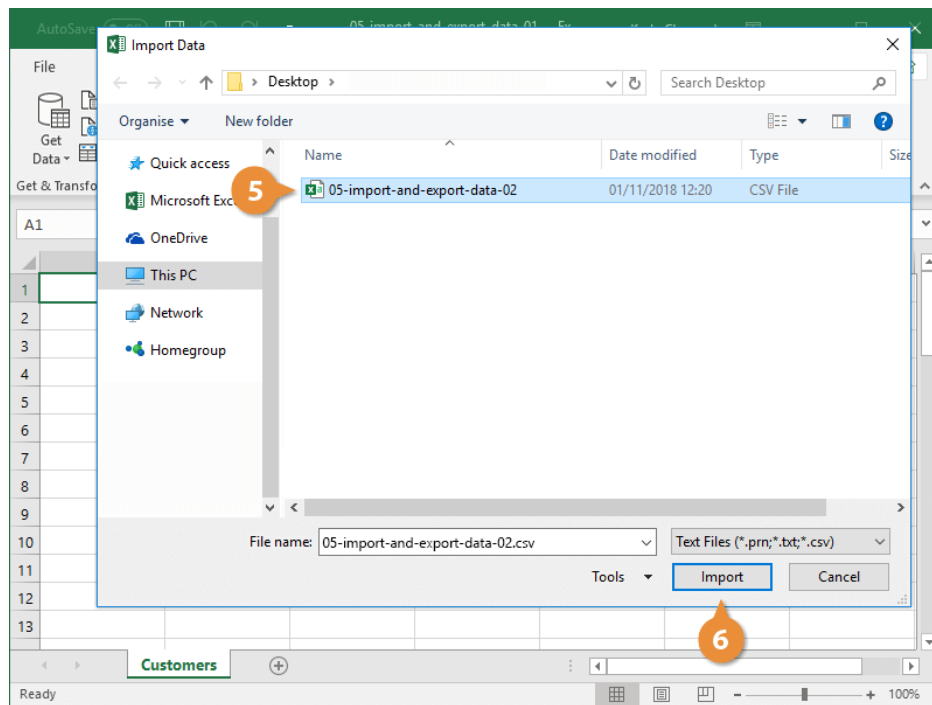 AutoSave Off 05-import-and-export-data-01 - Ex
Import Data
File
Desktop
Search Desktop
Organise New folder
Get
Data
Get & Transfo
Quick access
Microsoft Exc
OneDrive
This PC
Network
Homegroup
Name Date modified Type Size
5 05-import-and-export-data-02 01/11/2018 12:20 CSV File
A1
1
2
3
4
5
6
7
8
9
10
11
12
13
File name: 05-import-and-export-data-02.csv Text Files (*.prn;*.txt;*.csv)
Tools Import Cancel
6
Customers
Ready 100%